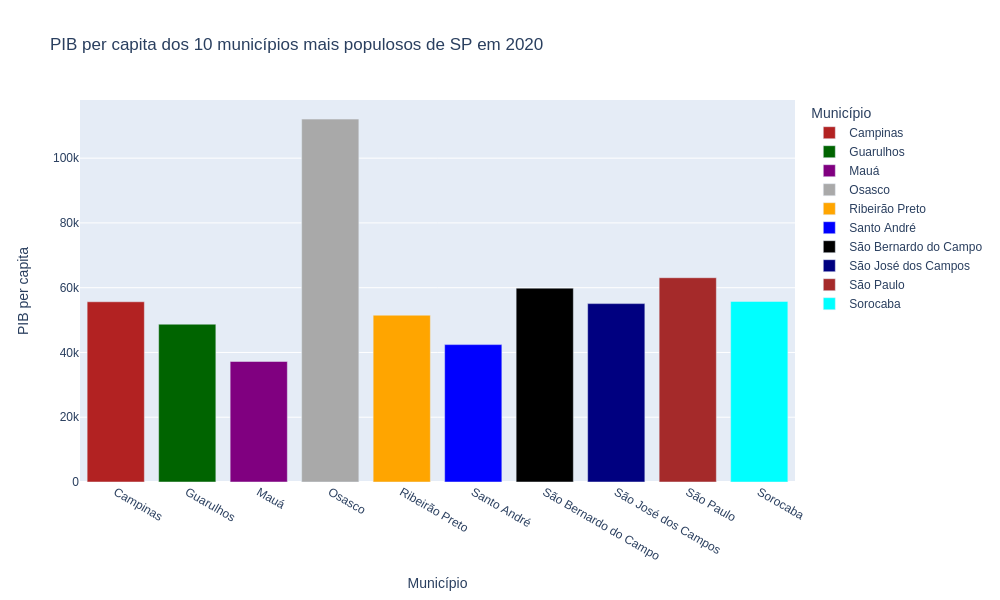 PIB per capita dos 10 municípios mais populosos de SP em 2020
PIB per capita
100k
80k
60k
40k
20k
0
Campinas
Guarulhos
Mauá
Osasco
Ribeirão Preto
Santo André
São Bernardo do Campo
São José dos Campos
São Paulo
Sorocaba
Município
Município
Campinas
Guarulhos
Mauá
Osasco
Ribeirão Preto
Santo André
São Bernardo do Campo
São José dos Campos
São Paulo
Sorocaba